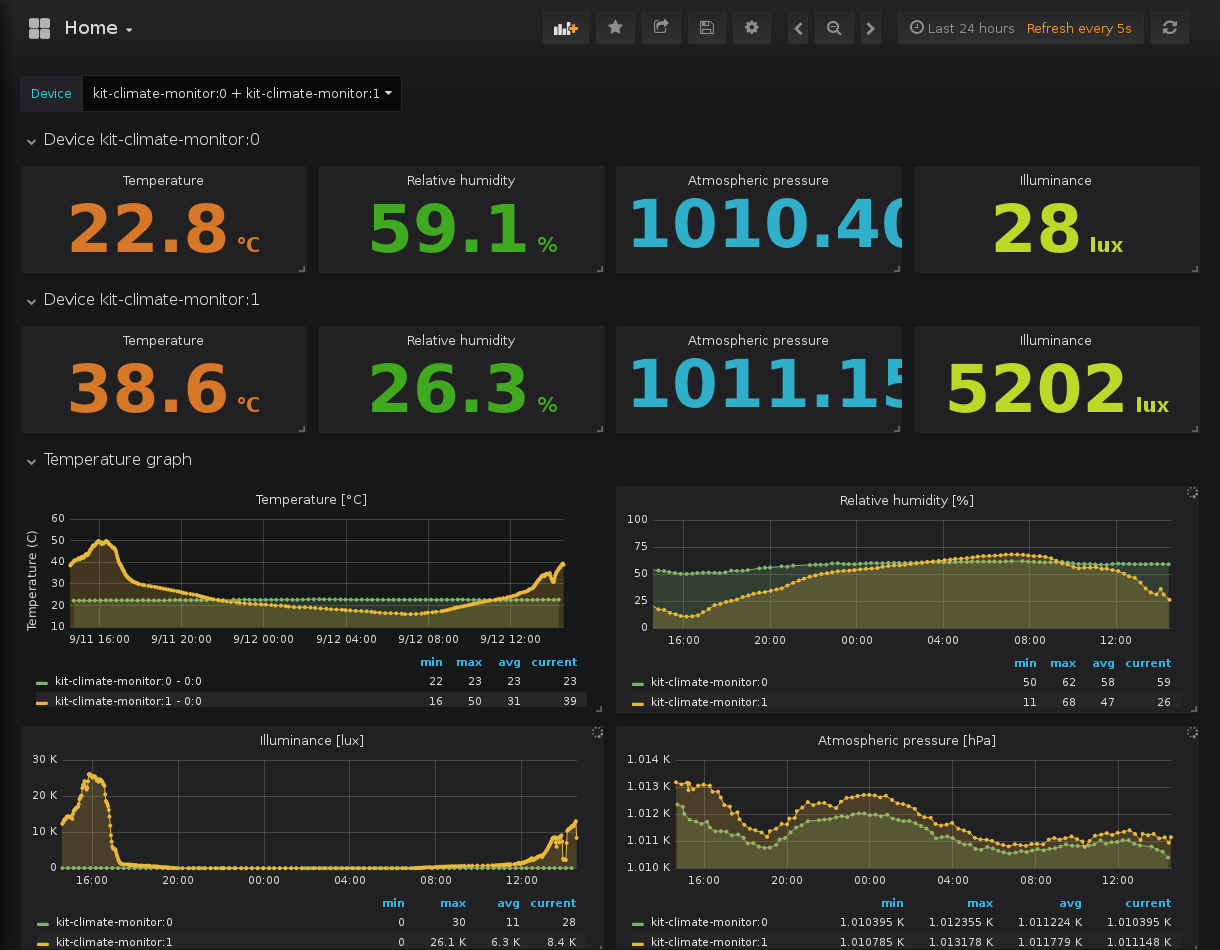 Home
Last 24 hours Refresh every 5s
Device kit-climate-monitor:0 + kit-climate-monitor:1
Device kit-climate-monitor:0
Temperature Relative humidity Atmospheric pressure Illuminance
22.8 °C 59.1 % 1010.40 28 lux
Device kit-climate-monitor:1
Temperature Relative humidity Atmospheric pressure Illuminance
38.6 °C 26.3 % 1011.15 5202 lux
Temperature graph
Temperature [°C]
Temperature (C)
60
50
40
30
20
10
9/11 16:00 9/11 20:00 9/12 00:00 9/12 04:00 9/12 08:00 9/12 12:00
min max avg current
kit-climate-monitor:0 - 0:0 22 23 23 23
kit-climate-monitor:1 - 0:0 16 50 31 39
Relative humidity [%]
100
75
50
25
0
16:00 20:00 00:00 04:00 08:00 12:00
min max avg current
kit-climate-monitor:0 50 62 58 59
kit-climate-monitor:1 11 68 47 26
Illuminance [lux]
30 K
20 K
10 K
0
16:00 20:00 00:00 04:00 08:00 12:00
min max avg current
kit-climate-monitor:0 0 30 11 28
kit-climate-monitor:1 0 26.1 K 6.3 K 8.4 K
Atmospheric pressure [hPa]
1.014 K
1.013 K
1.012 K
1.011 K
1.010 K
16:00 20:00 00:00 04:00 08:00 12:00
min max avg current
kit-climate-monitor:0 1.010395 K 1.012355 K 1.011224 K 1.010395 K
kit-climate-monitor:1 1.010785 K 1.013178 K 1.011779 K 1.011148 K